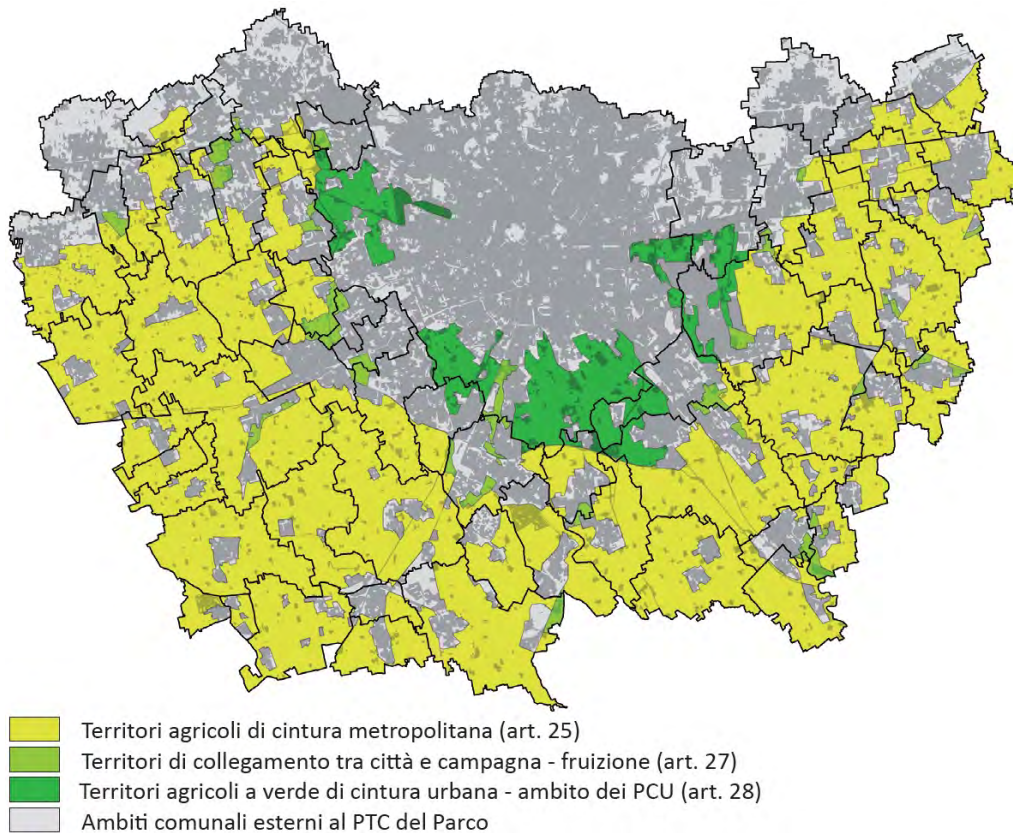 Territori agricoli di cintura metropolitana (art. 25)
Territori di collegamento tra città e campagna - fruizione (art. 27)
Territori agricoli a verde di cintura urbana - ambito dei PCU (art. 28)
Ambiti comunali esterni al PTC del Parco